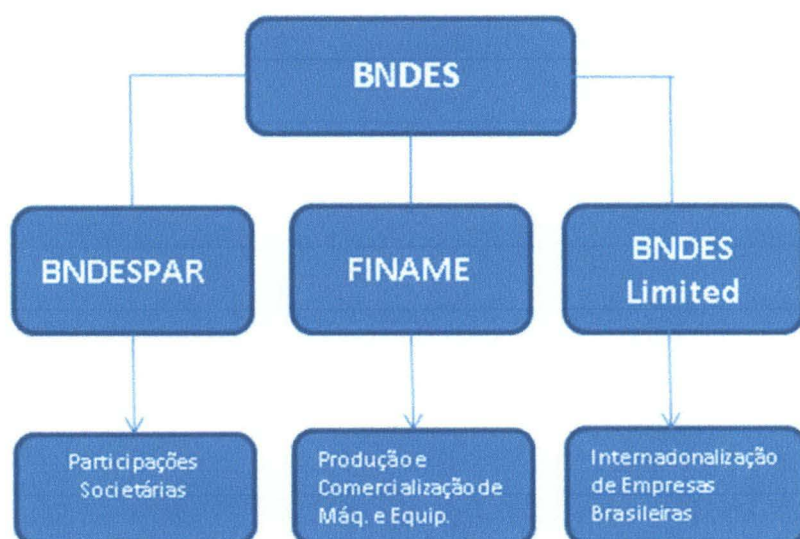 BNDES
BNDESPAR
FINAME
BNDES
Limited
Participações
Societárias
Produção e
Comercialização de
Máq. e Equip.
Internacionalização
de Empresas
Brasileiras